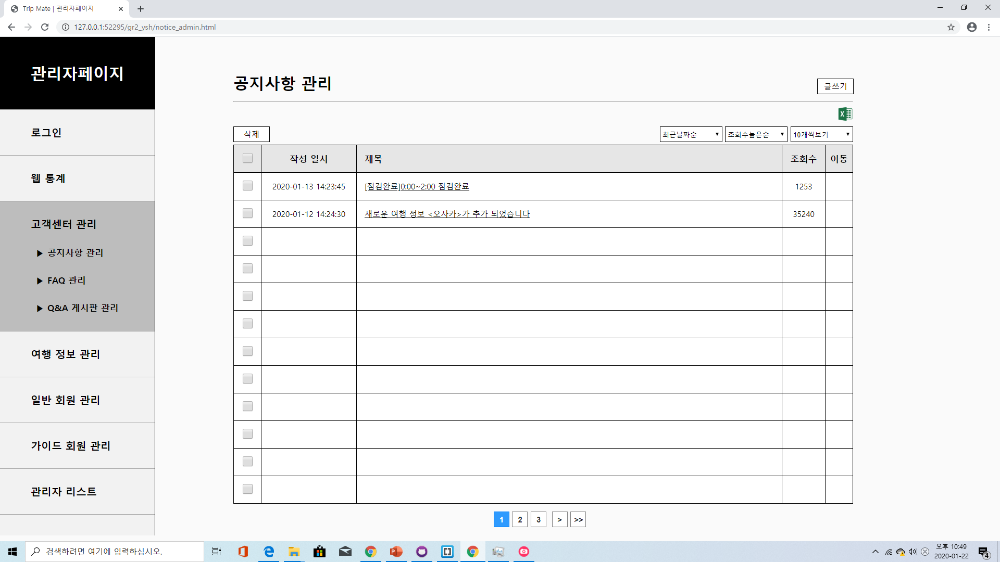 Trip Mate | 관리자페이지
127.0.0.1:52295/gr2_ysh/notice_admin.html
관리자페이지
로그인
웹 통계
고객센터 관리
▶ 공지사항 관리
▶ FAQ 관리
▶ Q&A 게시판 관리
여행 정보 관리
일반 회원 관리
가이드 회원 관리
관리자 리스트
공지사항 관리
글쓰기
삭제
최근날짜순 조회수높은순 10개씩보기
작성 일시 제목 조회수 이동
2020-01-13 14:23:45 [점검완료]0:00~2:00 점검완료 1253
2020-01-12 14:24:30 새로운 여행 정보 <오사카>가 추가 되었습니다 35240
1 2 3 > >>
검색하려면 여기에 입력하십시오.
오후 10:49
2020-01-22
4